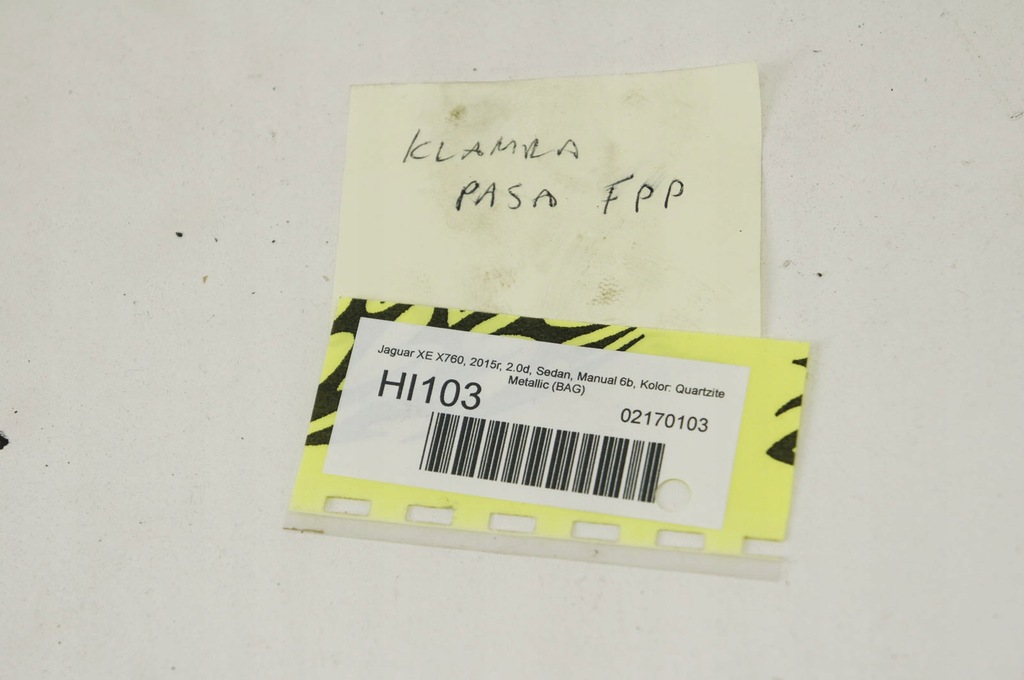 KLAMRA
PASA FPP
Jaguar XE X760, 2015r, 2.0d, Sedan, Manual 6b, Kolor: Quartzite
Metallic (BAG)
HI103
02170103